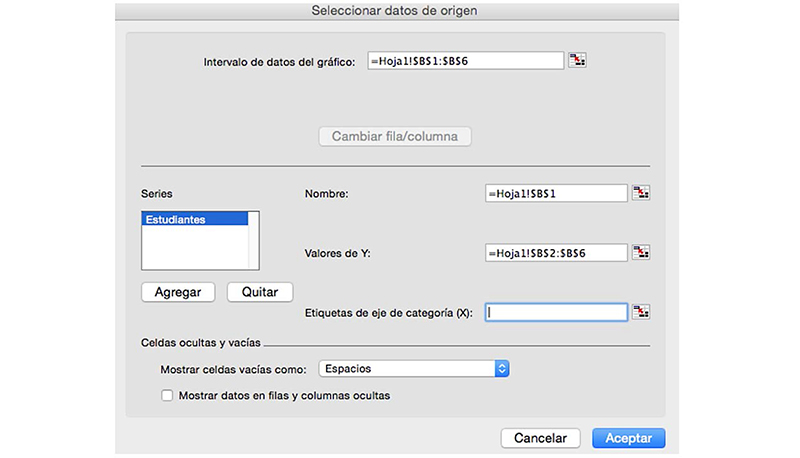 Seleccionar datos de origen
Intervalo de datos del gráfico: =Hoja1!$B$1:$B$6
Cambiar fila/columna
Series
Nombre: =Hoja1!$B$1
Estudiantes
Valores de Y: =Hoja1!$B$2:$B$6
Agregar Quitar
Etiquetas de eje de categoría (X):
Celdas ocultas y vacías
Mostrar celdas vacías como: Espacios
Mostrar datos en filas y columnas ocultas
Cancelar Aceptar